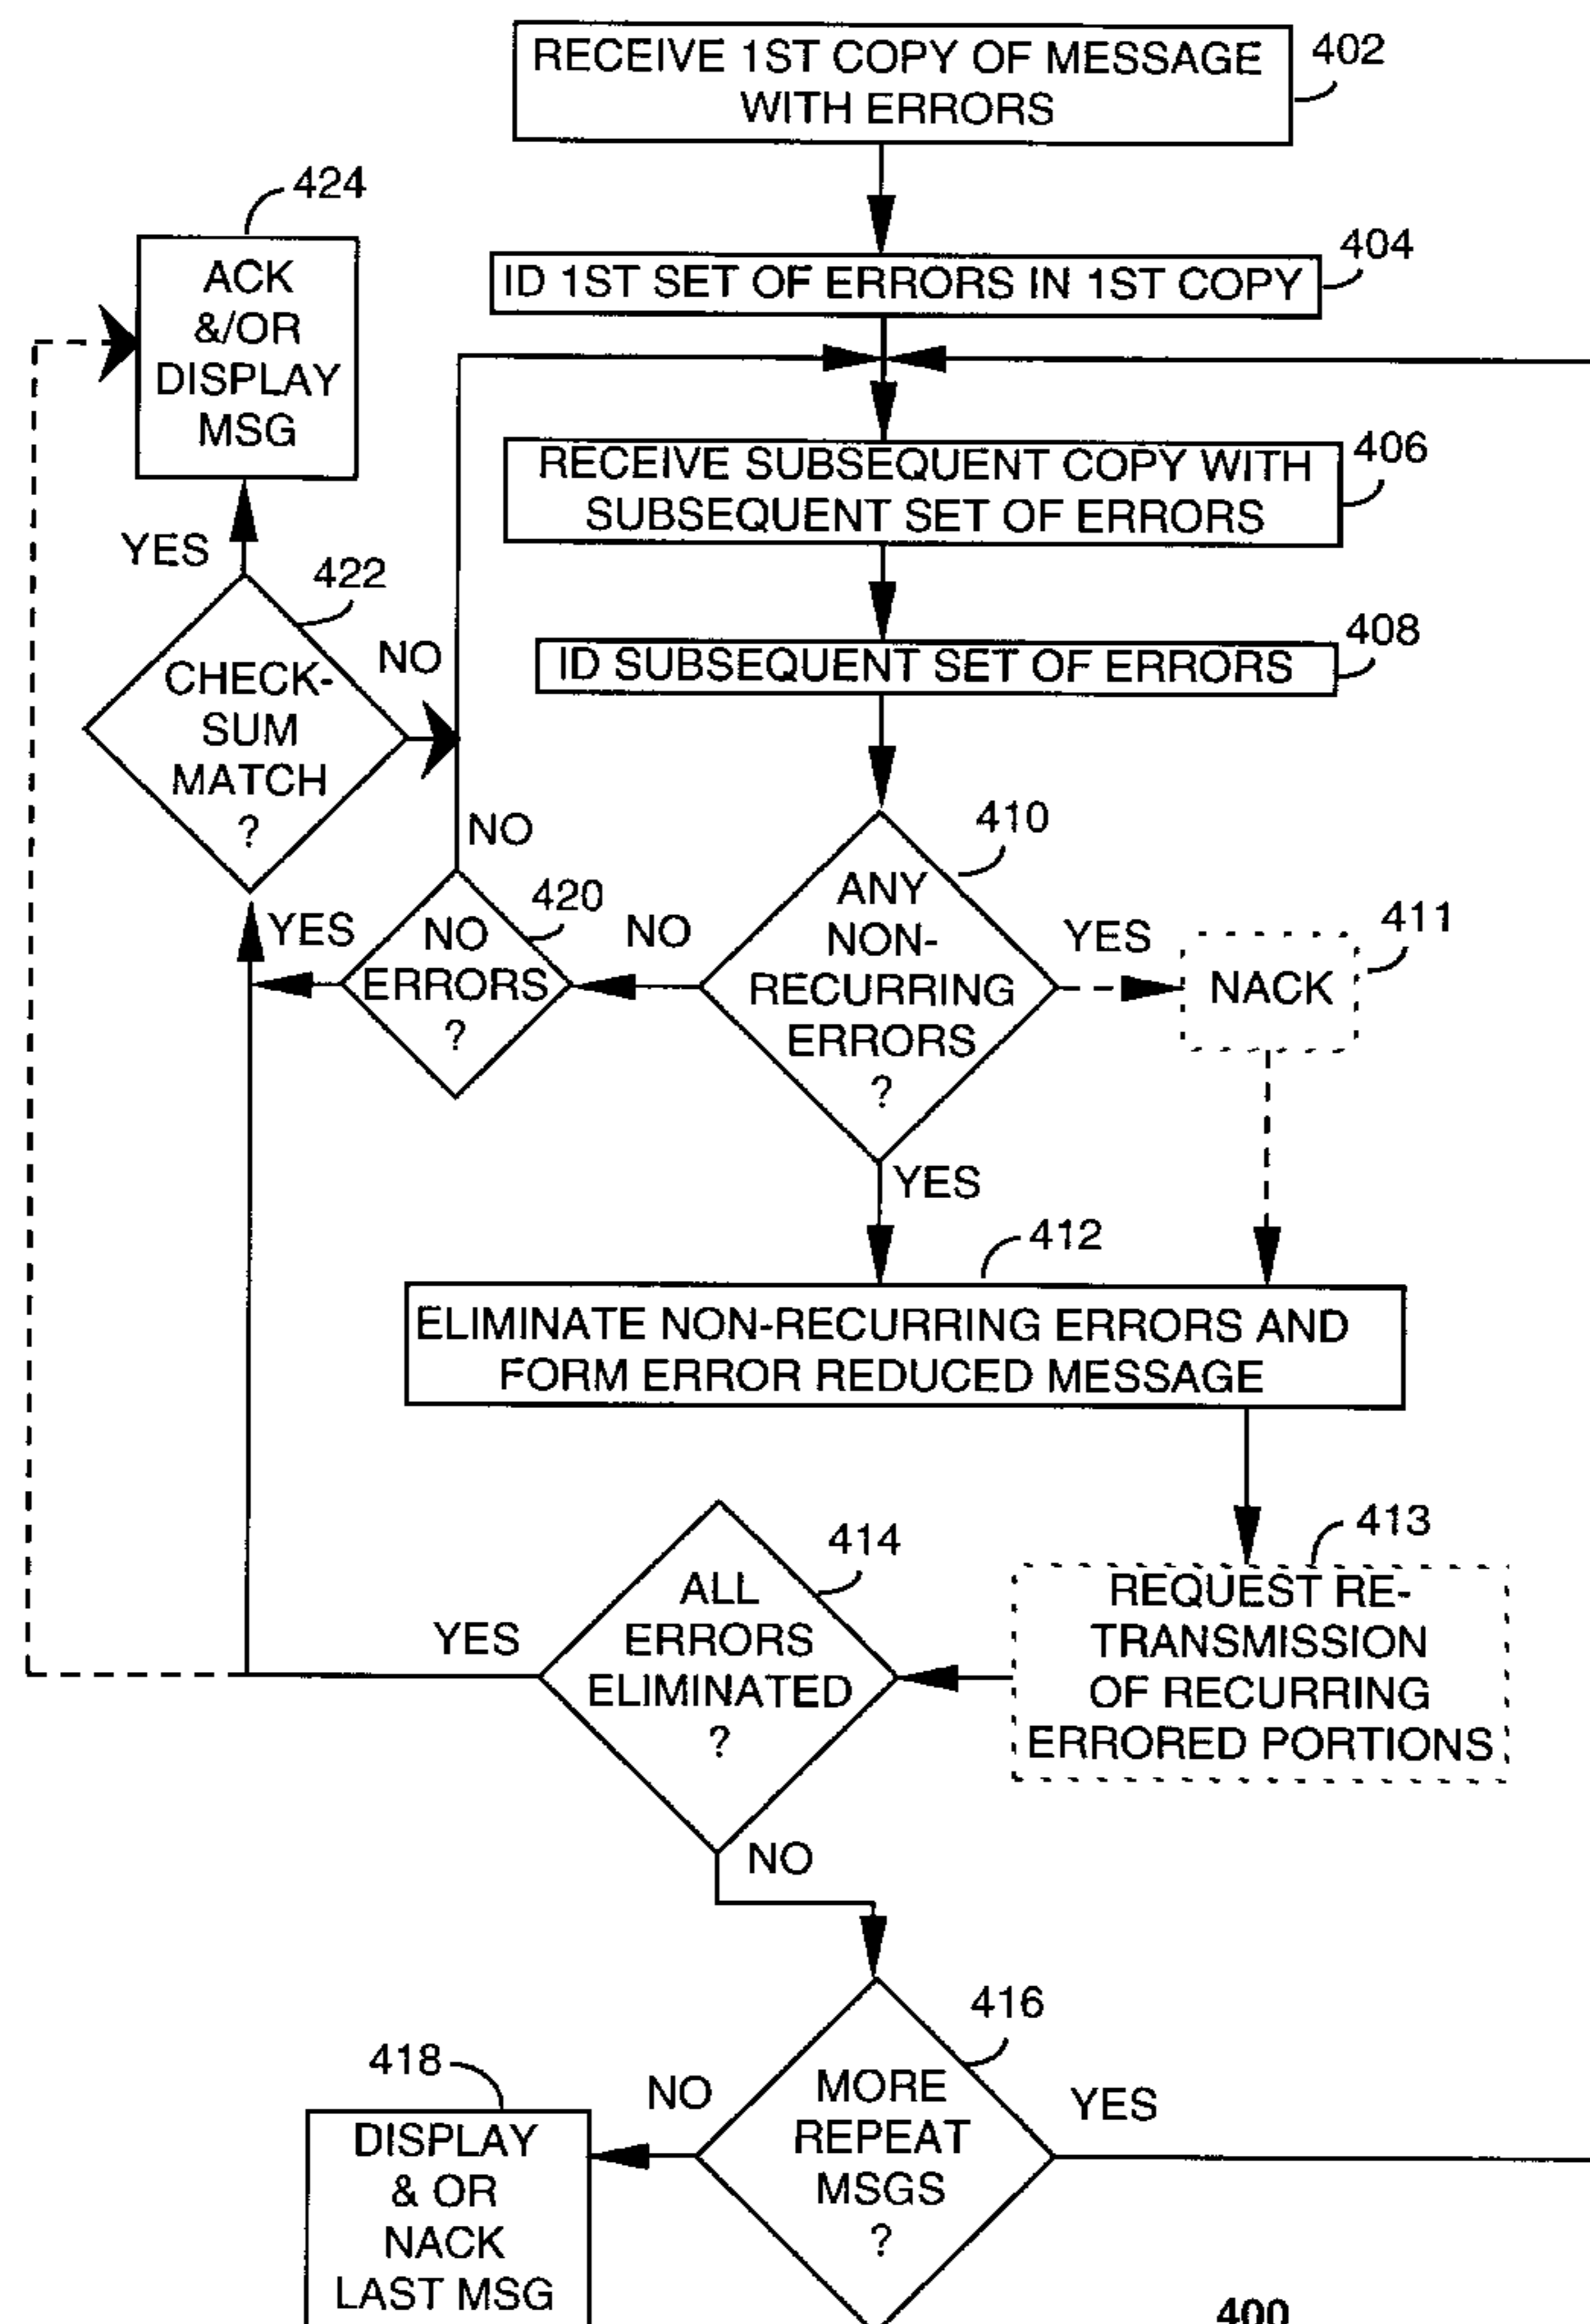 RECEIVE 1ST COPY OF MESSAGE
WITH ERRORS
402
424
ACK
&/OR
DISPLAY
MSG
ID 1ST SET OF ERRORS IN 1ST COPY
404
RECEIVE SUBSEQUENT COPY WITH
SUBSEQUENT SET OF ERRORS
406
YES
422
CHECK-
SUM
MATCH
?
NO
ID SUBSEQUENT SET OF ERRORS
408
NO
410
ANY
NON-
RECURRING
ERRORS
?
YES
420
NO
ERRORS
?
NO
YES
411
NACK
YES
412
ELIMINATE NON-RECURRING ERRORS AND
FORM ERROR REDUCED MESSAGE
413
REQUEST RE-
TRANSMISSION
OF RECURRING
ERRORED PORTIONS
414
ALL
ERRORS
ELIMINATED
?
YES
NO
416
MORE
REPEAT
MSGS
?
YES
NO
418
DISPLAY
& OR
NACK
LAST MSG
400